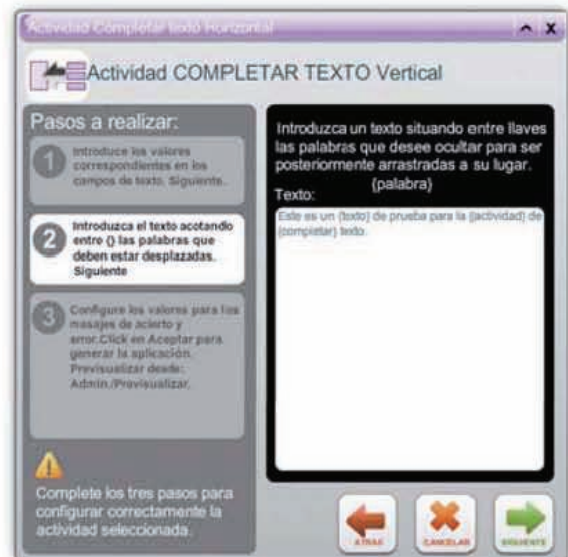 Actividad Completar texto Horizontal
Actividad COMPLETAR TEXTO Vertical
Pasos a realizar:
1
Introduce los valores
correspondientes en los
campos de texto. Siguiente.
2
Introduzca el texto acotando
entre {} las palabras que
deben estar desplazadas.
Siguiente
3
Configure los valores para los
masajes de acierto y
error.Click en Aceptar para
generar la aplicación.
Previsualizar desde:
Admin./Previsualizar.
Complete los tres pasos para
configurar correctamente la
actividad seleccionada.
Introduzca un texto situando entre llaves
las palabras que desee ocultar para ser
posteriormente arrastradas a su lugar.
{palabra}
Texto:
Este es un {texto} de prueba para la {{actividad} de
{completar} texto.
ATRAS
CANCELAR
SIGUIENTE